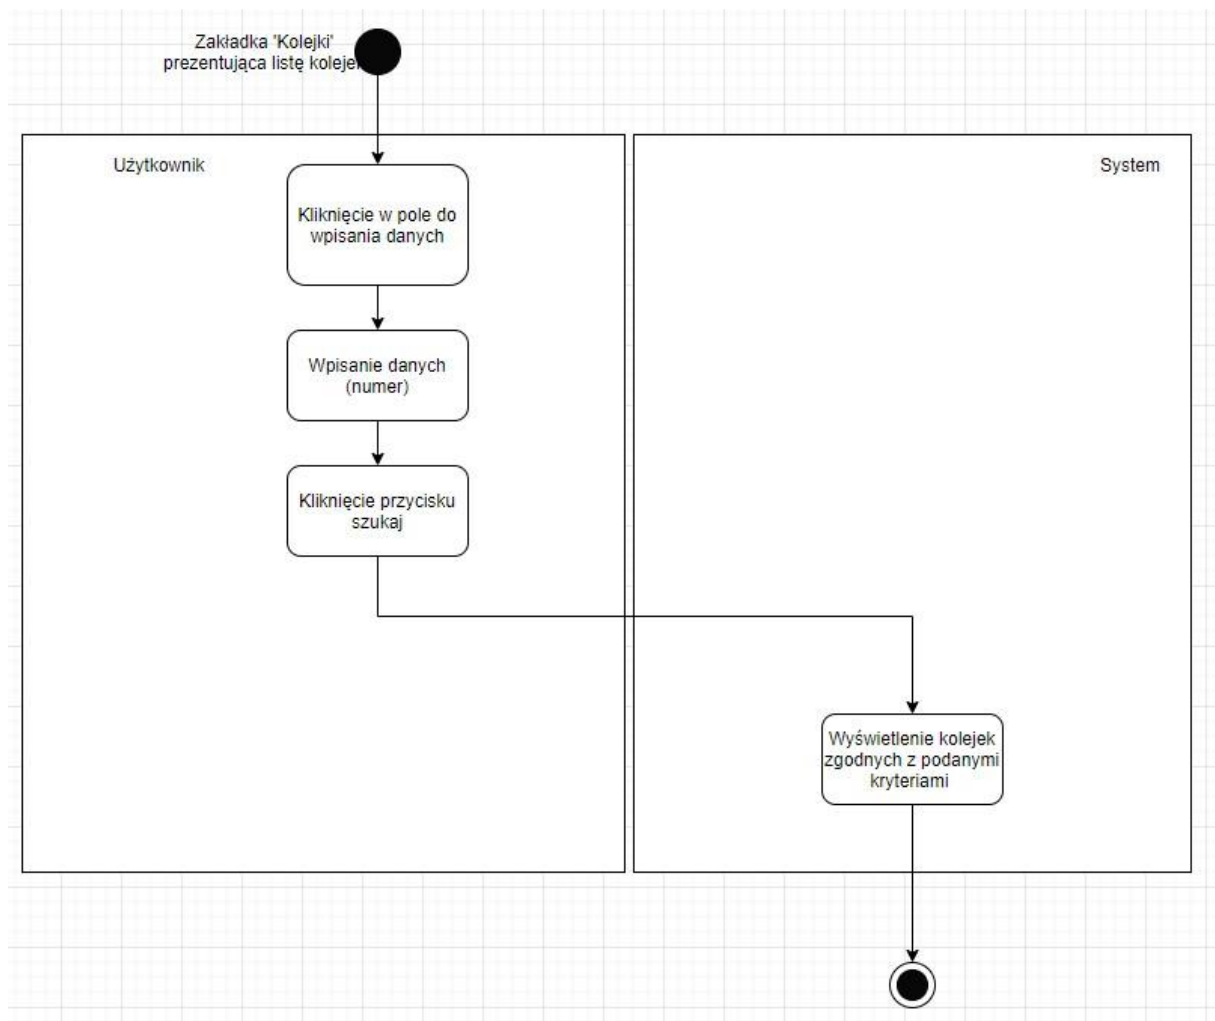 Zakładka 'Kolejki'
prezentująca listę kolejek
Użytkownik
System
Kliknięcie w pole do
wpisania danych
Wpisanie danych
(numer)
Kliknięcie przycisku
szukaj
Wyświetlenie kolejek
zgodnych z podanymi
kryteriami